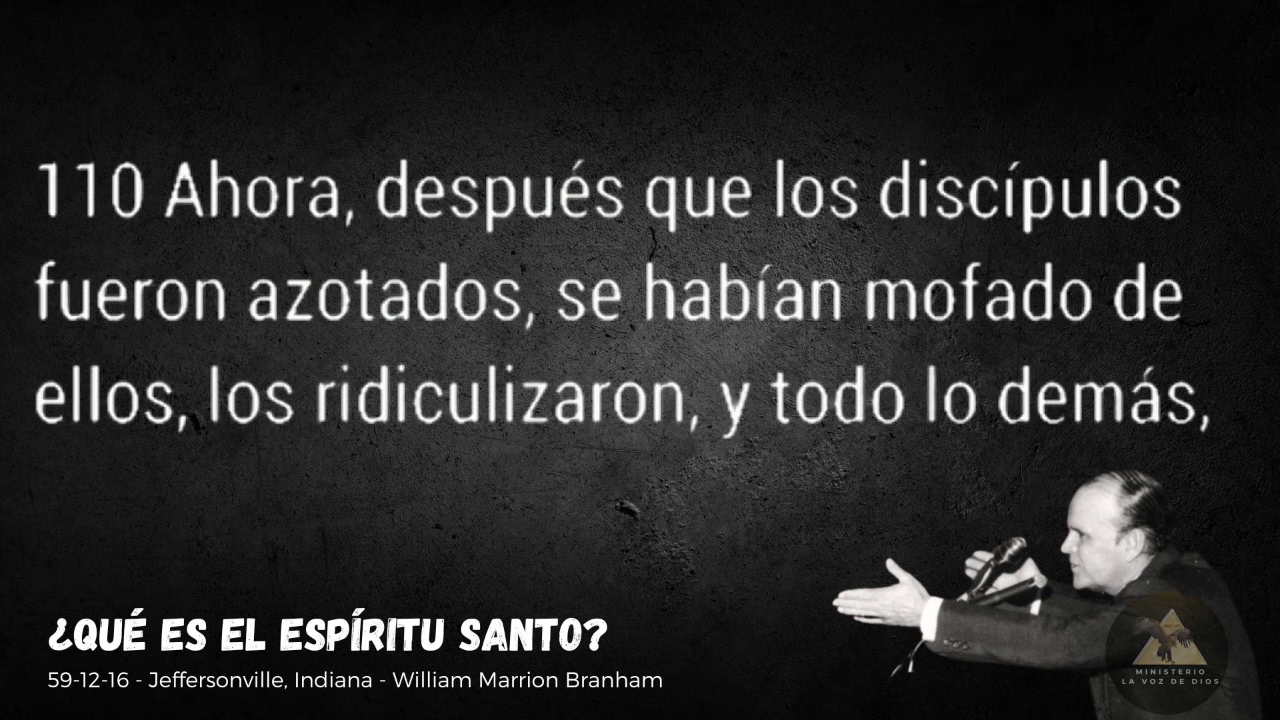 110 Ahora, después que los discípulos
fueron azotados, se habían mofado de
ellos, los ridiculizaron, y todo lo demás,
¿QUÉ ES EL ESPÍRITU SANTO?
59-12-16 - Jeffersonville, Indiana - William Marrion Branham
MINISTERIO
LA VOZ DE DIOS